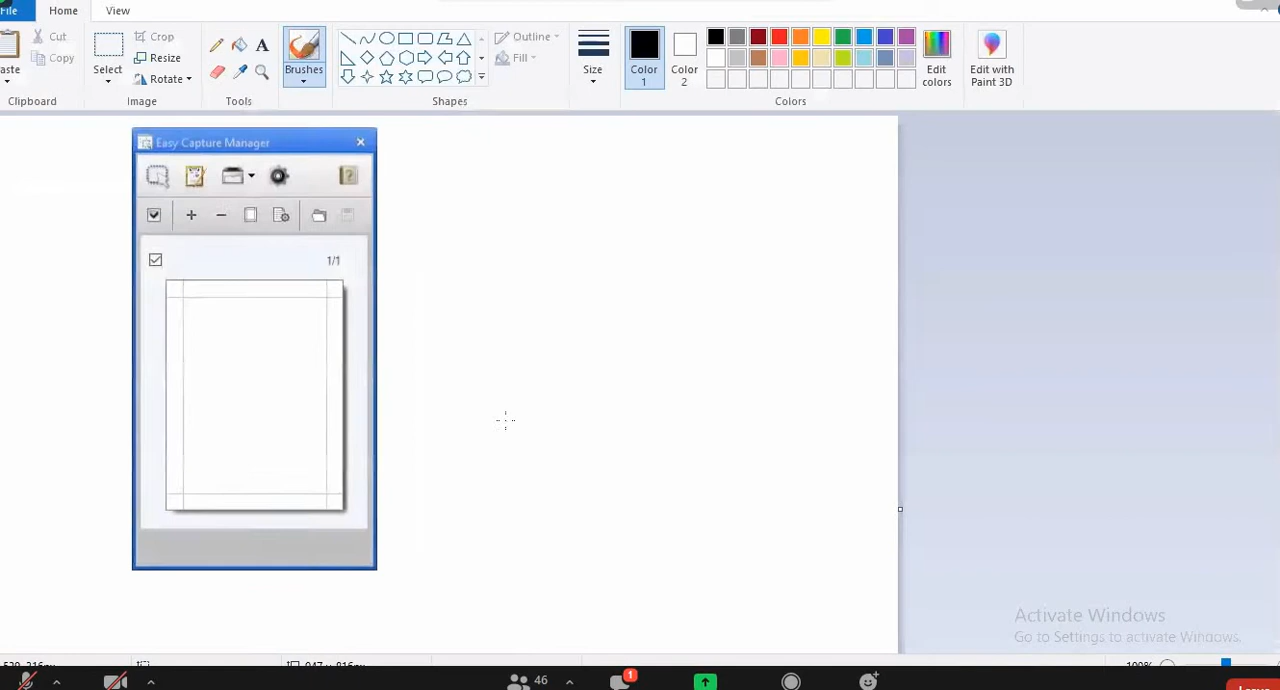 File Home View
Cut
Copy
Clipboard
Select
Crop
Resize
Rotate
Image
A
Tools
Brushes
Outline
Fill
Shapes
Size
Color
1
Color
2
Edit
colors
Colors
Edit with
Paint 3D
Easy Capture Manager
1/1
Activate Windows
Go to Settings to activate Windows.
46
1